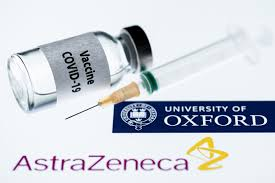 Vaccine
COVID-19
UNIVERSITY OF
OXFORD
AstraZeneca